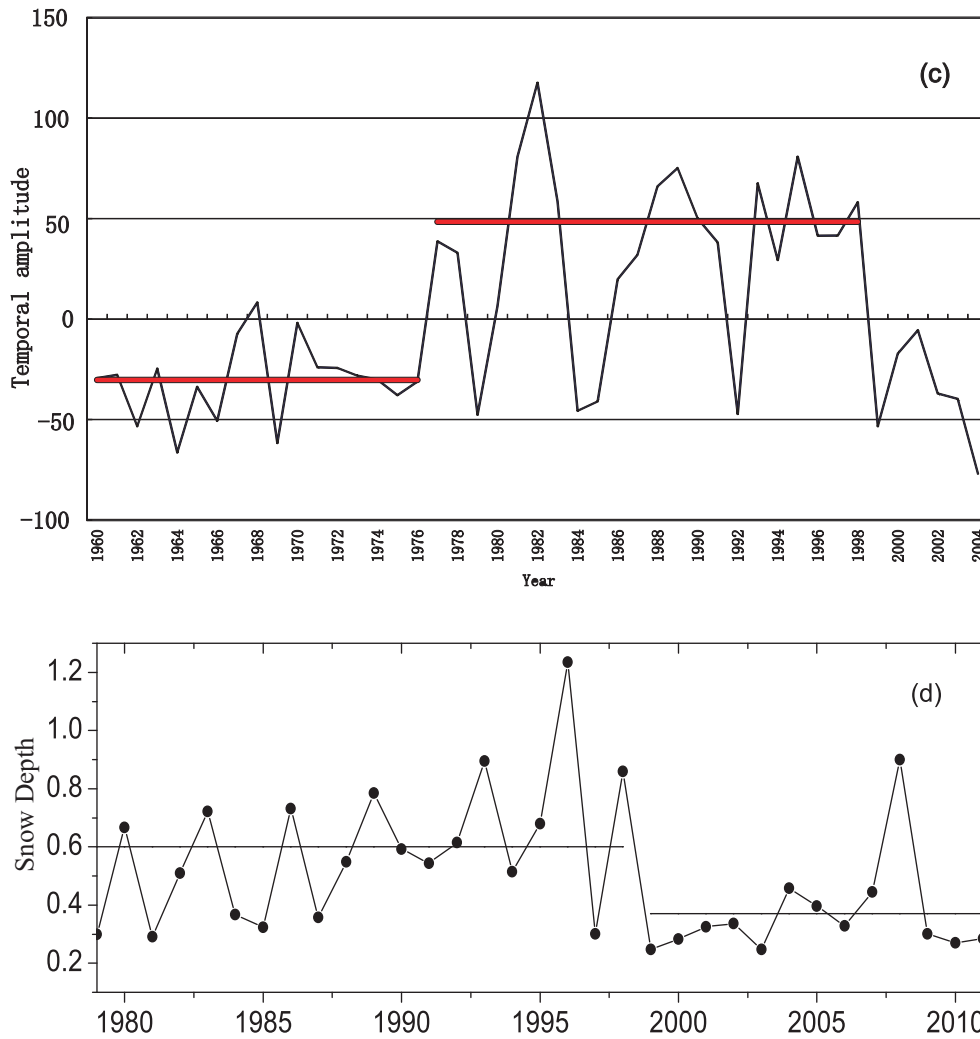 150
(c)
100
50
0
−50
−100
Temporal amplitude
1960 1962 1964 1966 1968 1970 1972 1974 1976 1978 1980 1982 1984 1986 1988 1990 1992 1994 1996 1998 2000 2002 2004
Year
(d)
1.2
1.0
0.8
0.6
0.4
0.2
Snow Depth
1980 1985 1990 1995 2000 2005 2010